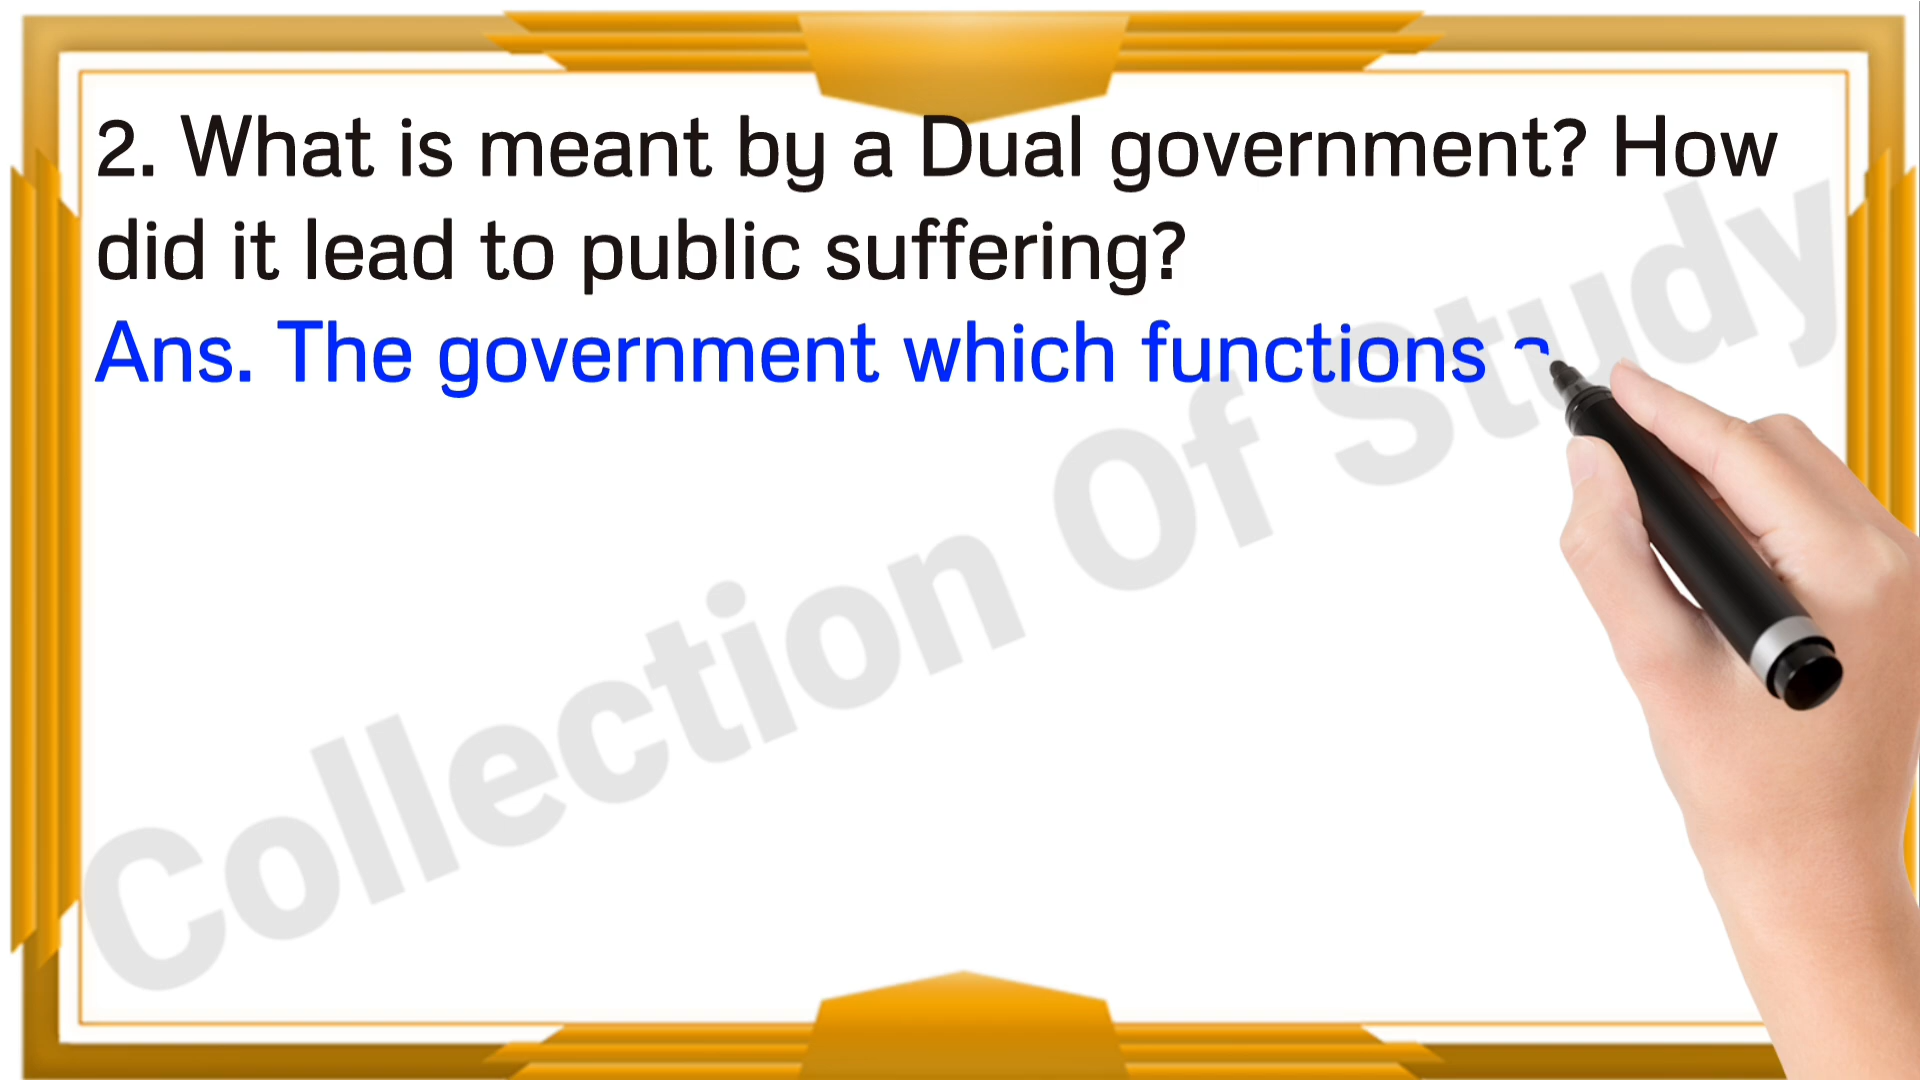 2. What is meant by a Dual government? How
did it lead to public suffering?
Ans. The government which functions
Collection Of Study